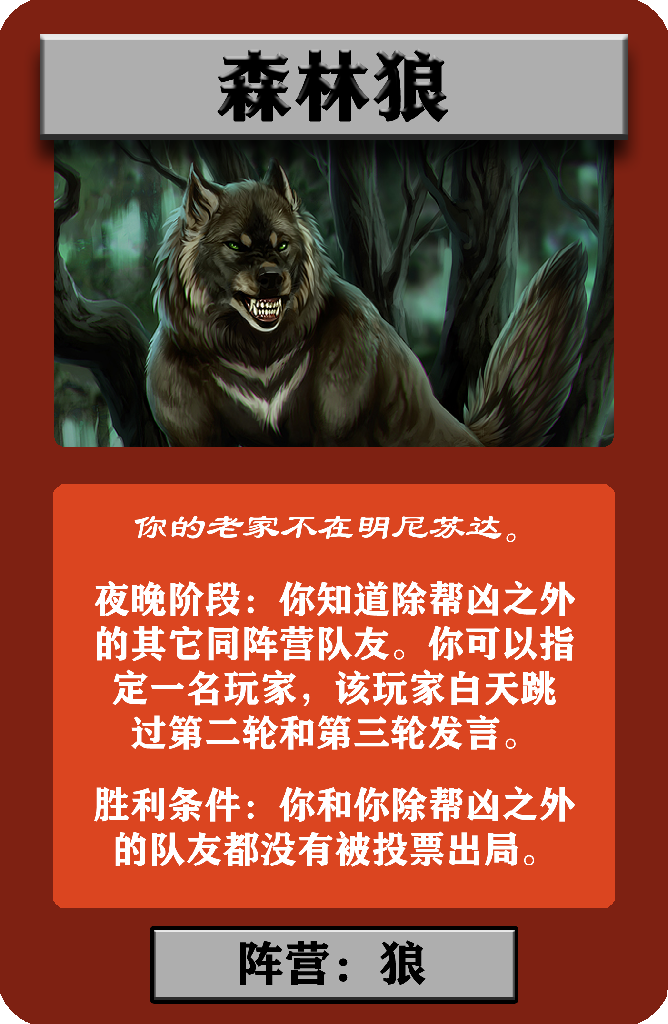 森林狼
你的老家不在明尼苏达。
夜晚阶段：你知道除帮凶之外
的其它同阵营队友。你可以指
定一名玩家，该玩家白天跳
过第二轮和第三轮发言。
胜利条件：你和你除帮凶之外
的队友都没有被投票出局。
阵营：狼